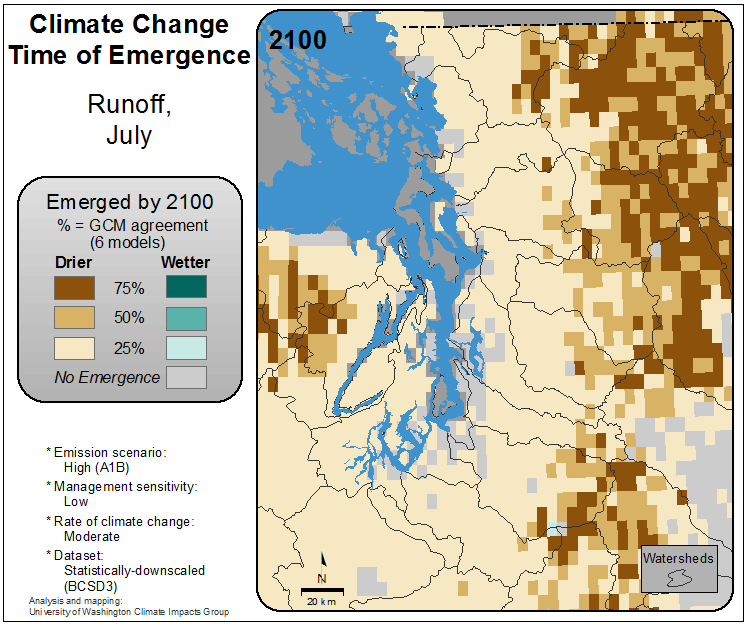 Climate Change
Time of Emergence
Runoff,
July
Emerged by 2100
% = GCM agreement
(6 models)
Drier Wetter
75%
50%
25%
No Emergence
* Emission scenario:
High (A1B)
* Management sensitivity:
Low
* Rate of climate change:
Moderate
* Dataset:
Statistically-downscaled
(BCSD3)
Analysis and mapping:
University of Washington Climate Impacts Group
2100
N
20 km
Watersheds